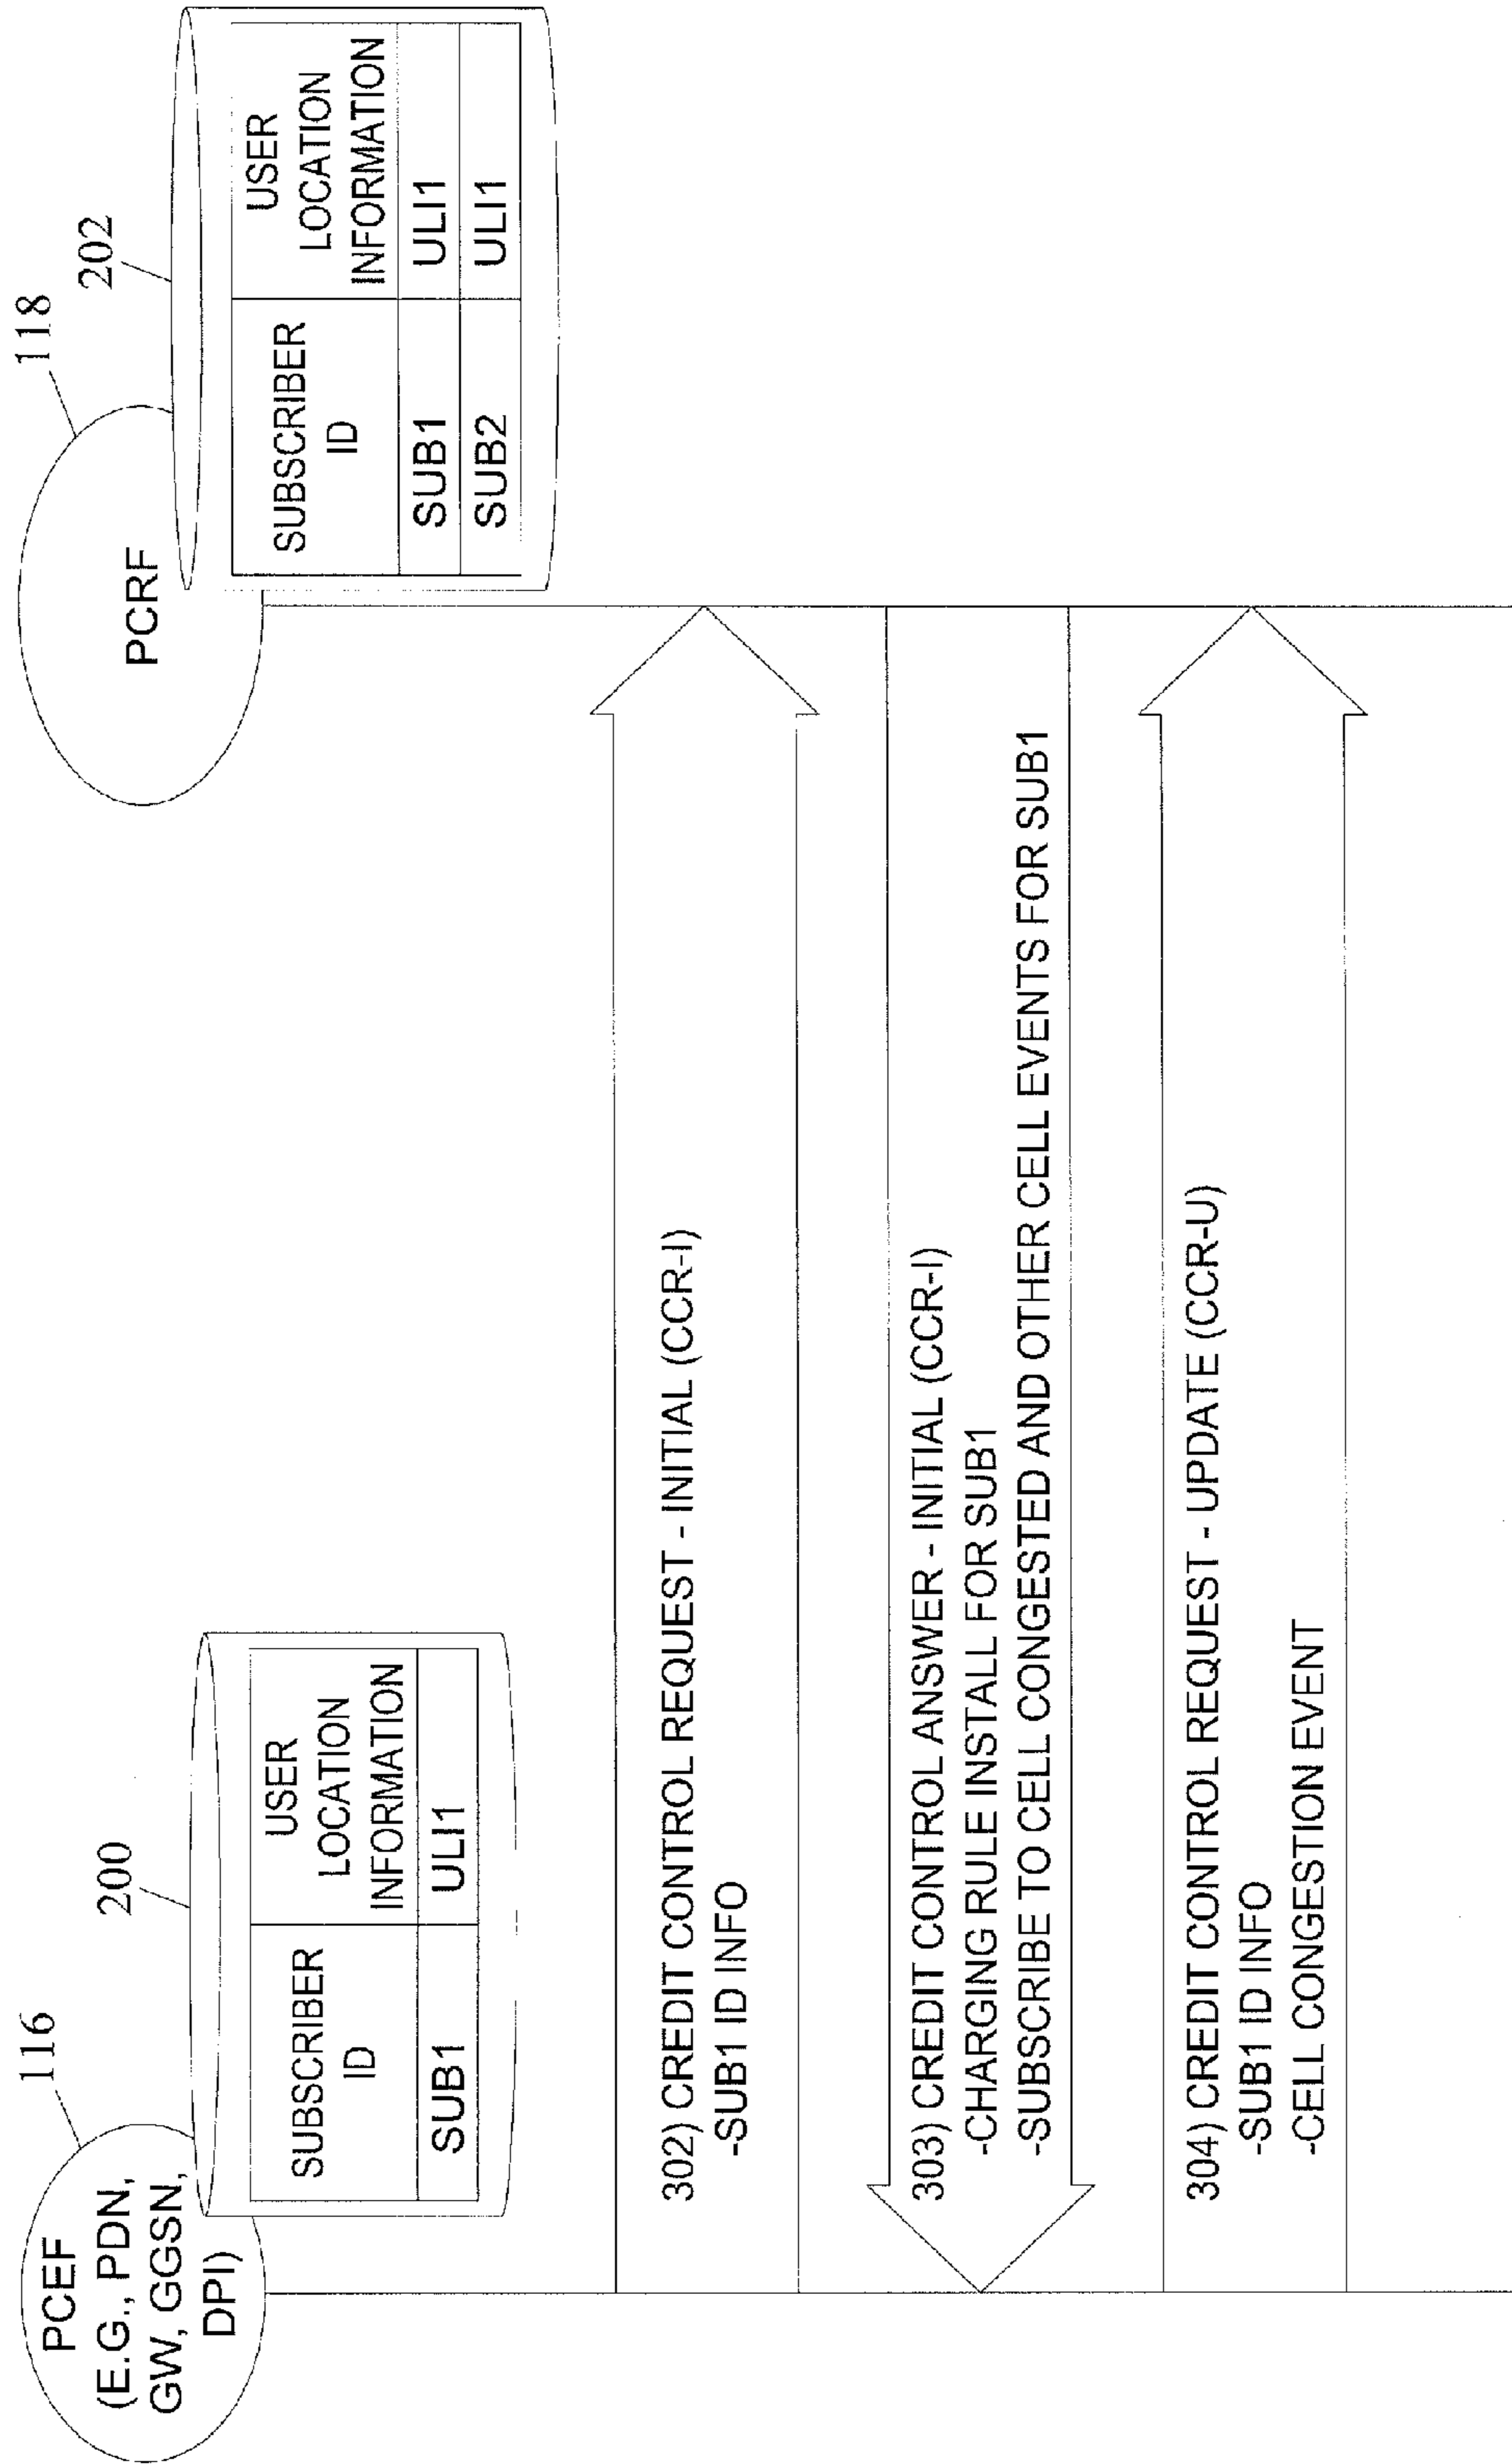 PCEF
(E.G., PDN,
GW, GGSN,
DPI)
116
200
SUBSCRIBER
ID
USER
LOCATION
INFORMATION
SUB1
ULI1
PCRF
118
202
SUBSCRIBER
ID
USER
LOCATION
INFORMATION
SUB1
ULI1
SUB2
ULI1
302) CREDIT CONTROL REQUEST - INITIAL (CCR-I)
-SUB1 ID INFO
303) CREDIT CONTROL ANSWER - INITIAL (CCR-I)
-CHARGING RULE INSTALL FOR SUB1
-SUBSCRIBE TO CELL CONGESTED AND OTHER CELL EVENTS FOR SUB1
304) CREDIT CONTROL REQUEST - UPDATE (CCR-U)
-SUB1 ID INFO
-CELL CONGESTION EVENT